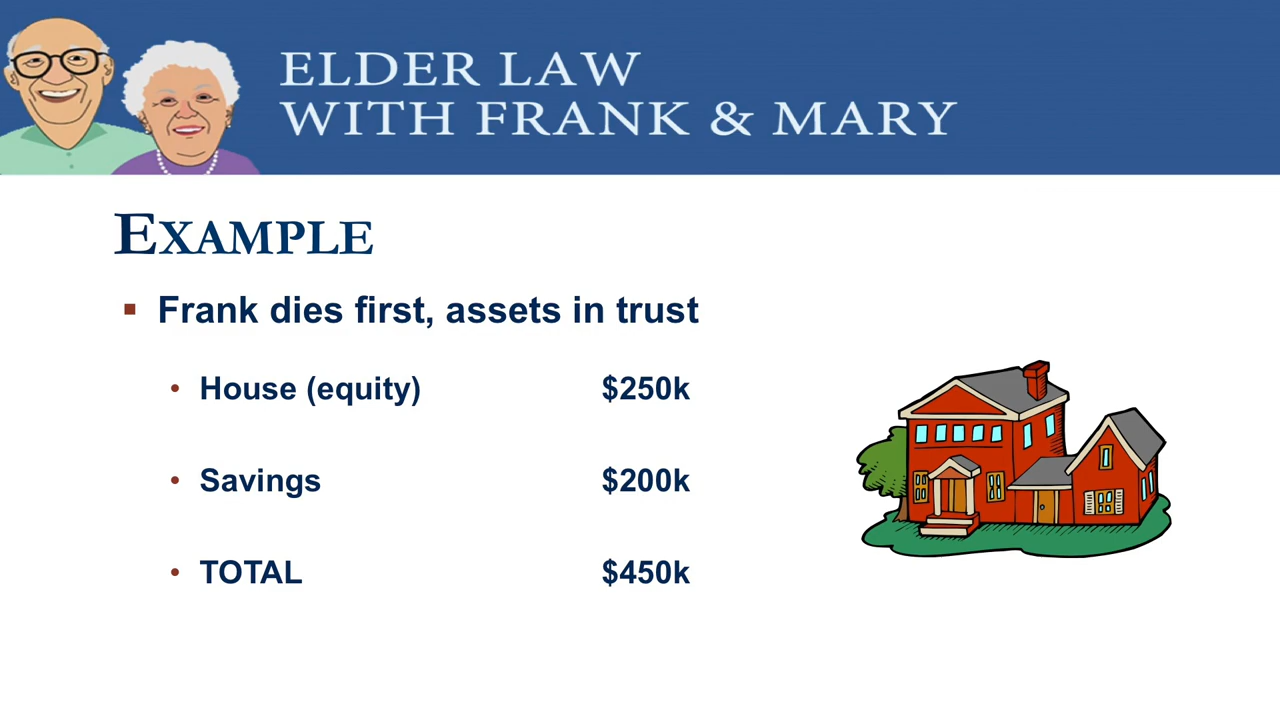 ELDER LAW
WITH FRANK & MARY
EXAMPLE
▪ Frank dies first, assets in trust
• House (equity) $250k
• Savings $200k
• TOTAL $450k